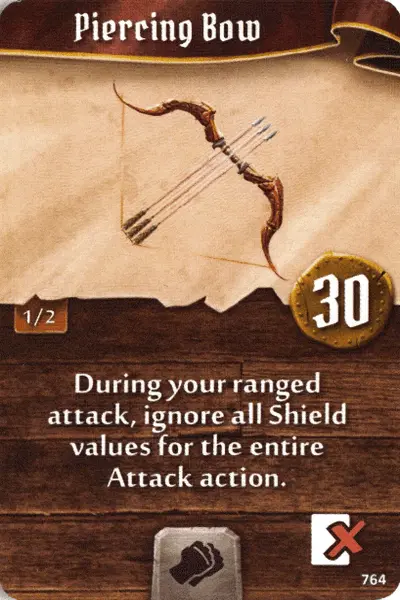 Piercing Bow
30
1/2
During your ranged
attack, ignore all Shield
values for the entire
Attack action.
764